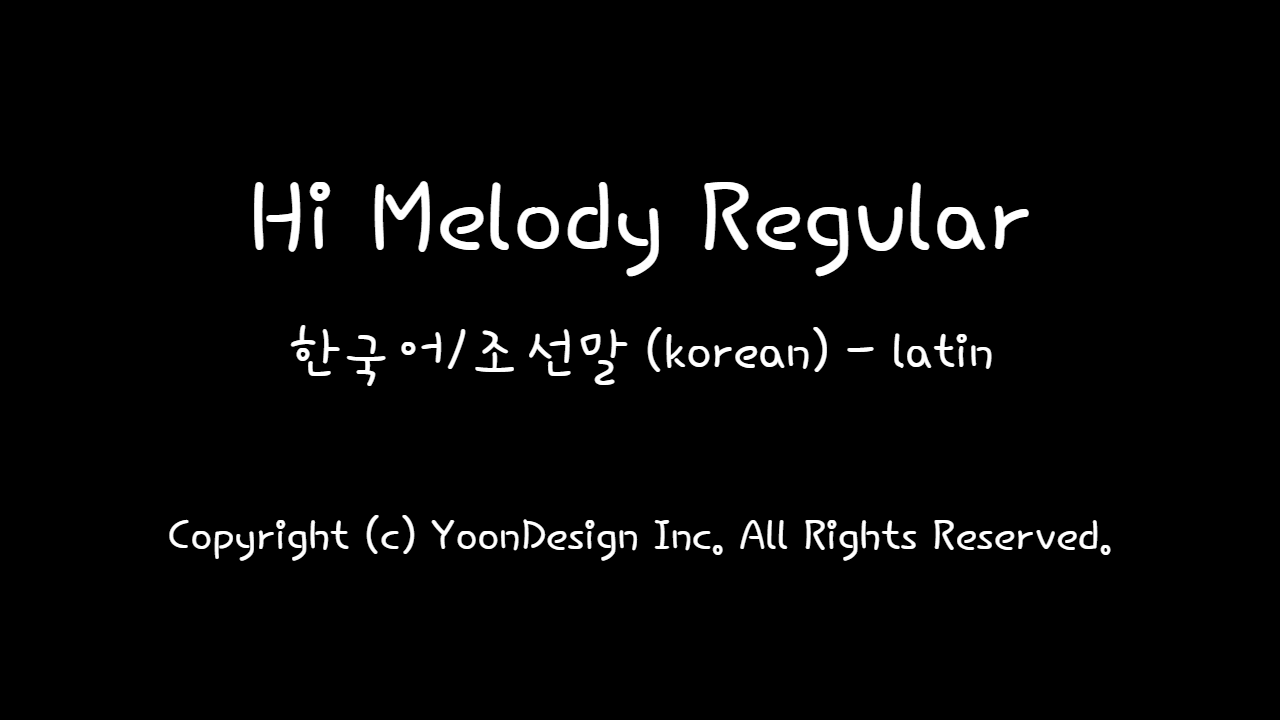 Hi Melody Regular
한국어/조선말 (korean) - latin
Copyright (c) YoonDesign Inc. All Rights Reserved.